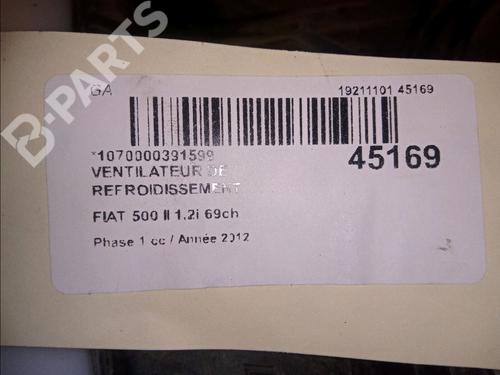 B-PARTS
GA 19211101 45169
*1070000391599 45169
VENTILATEUR DE
REFROIDISSEMENT
FIAT 500 II 1.2i 69ch
Phase 1 cc / Année 2012